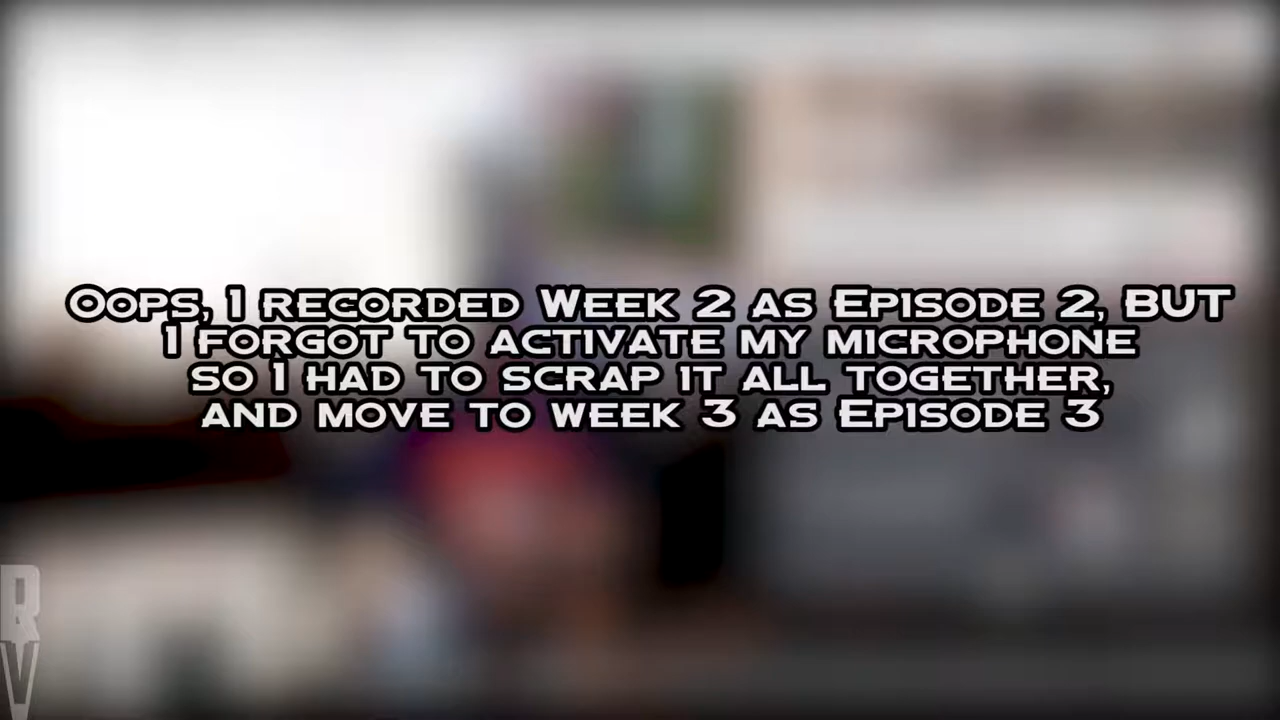 Oops, I recorded Week 2 as Episode 2, but
I forgot to activate my microphone
so I had to scrap it all together,
and move to week 3 as Episode 3
R
V